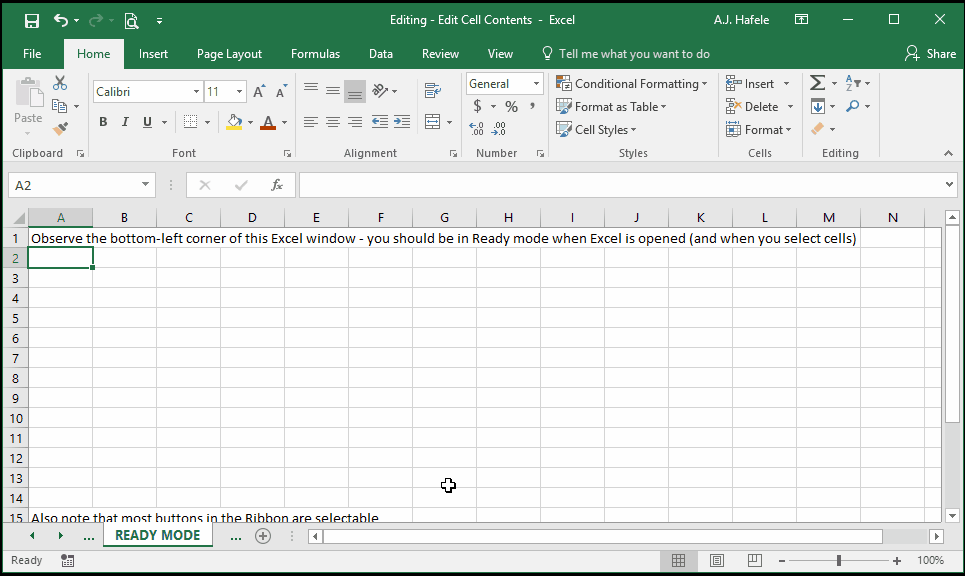 Editing - Edit Cell Contents - Excel
A.J. Hafele
File Home Insert Page Layout Formulas Data Review View Tell me what you want to do Share
Calibri 11 General Conditional Formatting Insert
Paste Format as Table Delete
B I U A $ % , Cell Styles Format
Clipboard Font Alignment Number Styles Cells Editing
A2 fx
A B C D E F G H I J K L M N
1 Observe the bottom-left corner of this Excel window - you should be in Ready mode when Excel is opened (and when you select cells)
2
3
4
5
6
7
8
9
10
11
12
13
14
15 Also note that most buttons in the Ribbon are selectable
... READY MODE ...
Ready 100%